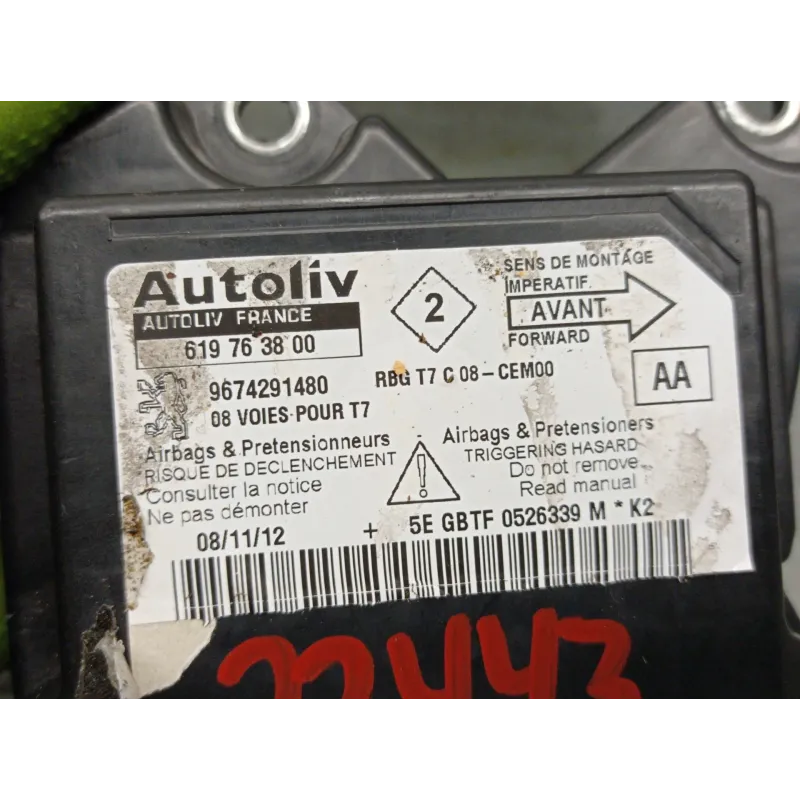 Autoliv
AUTOLIV FRANCE
619 76 38 00
2
SENS DE MONTAGE
IMPERATIF
AVANT
FORWARD
9674291480
RBG T7 C 08-CEM00
AA
08 VOIES POUR T7
Airbags & Pretensionneurs
RISQUE DE DECLENCHEMENT
Consulter la notice
Ne pas démonter
!
Airbags & Pretensioners
TRIGGERING HASARD
Do not remove
Read manual
08/11/12 + 5E GBTF 0526339 M * K2
22443